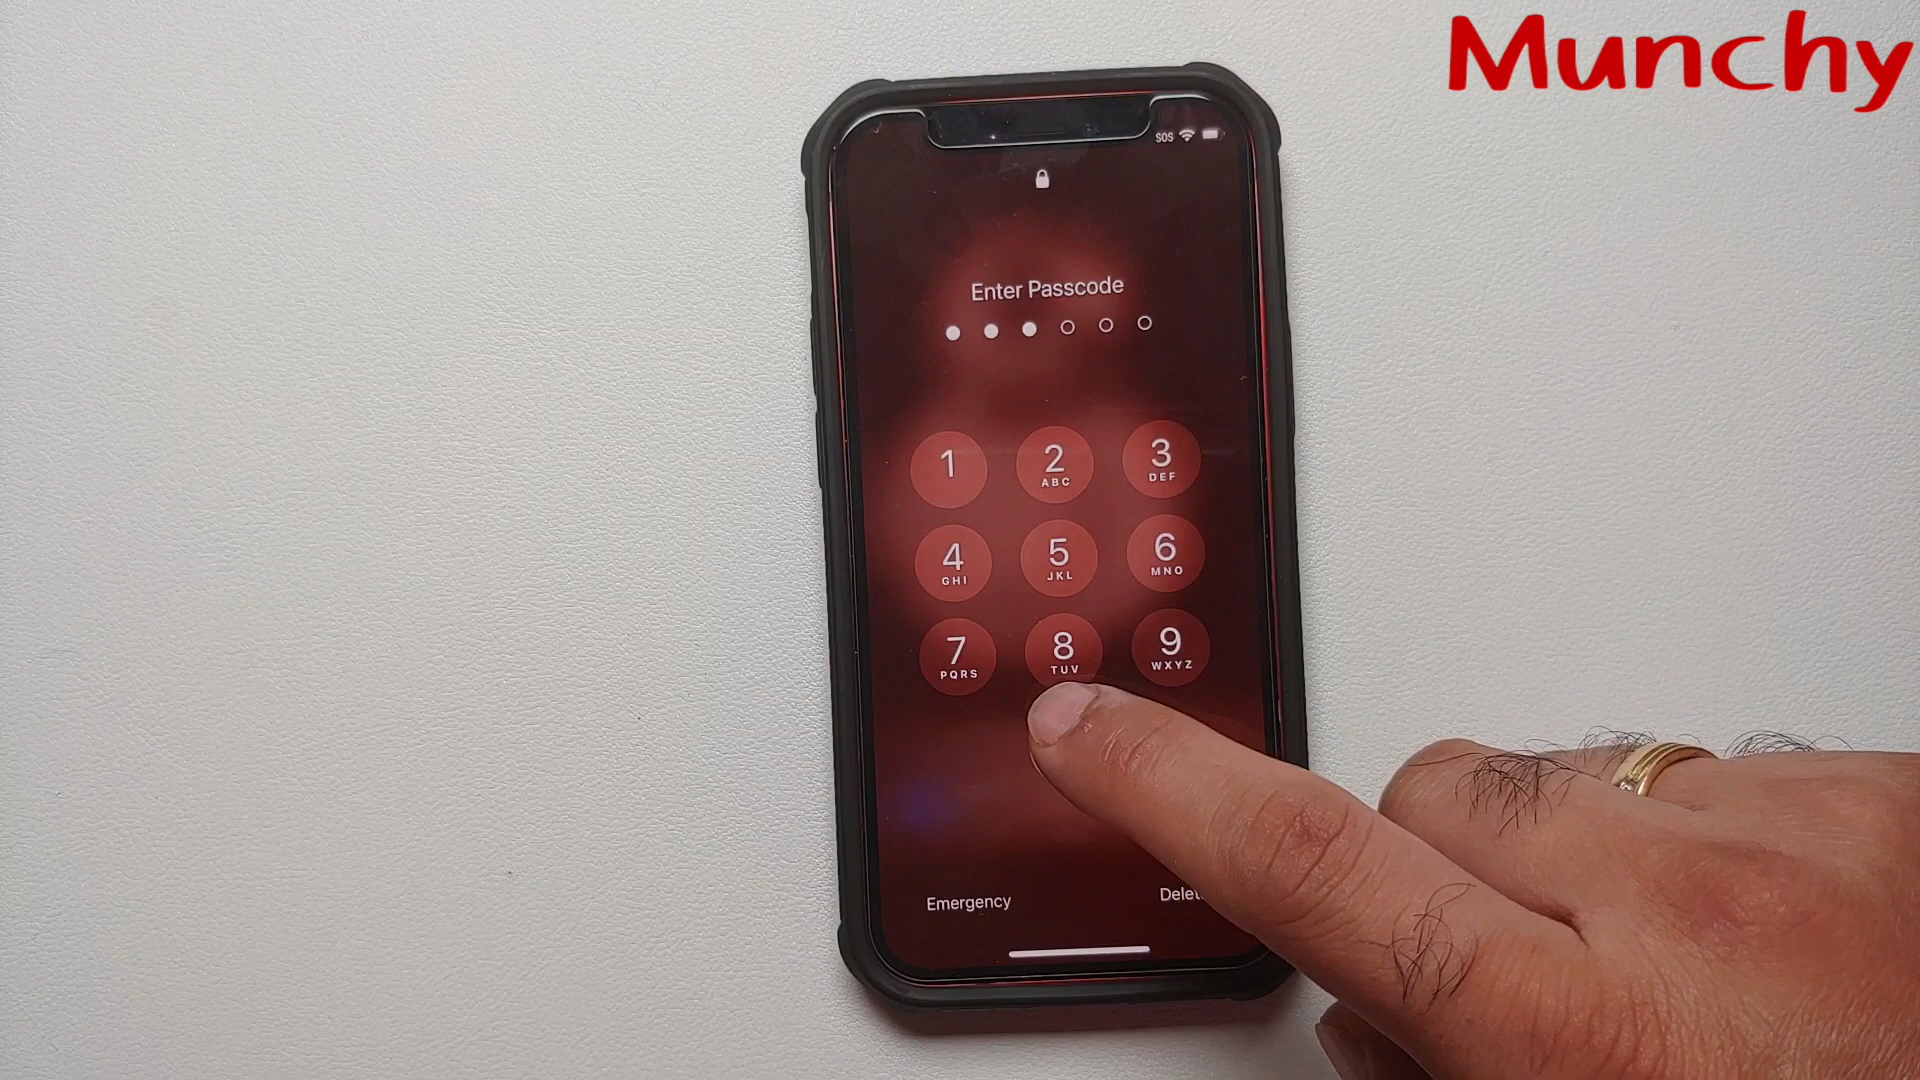 Munchy
SOS
Enter Passcode
1 2 3
ABC DEF
4 5 6
GHI JKL MNO
7 8 9
PQRS TUV WXYZ
Emergency Delet